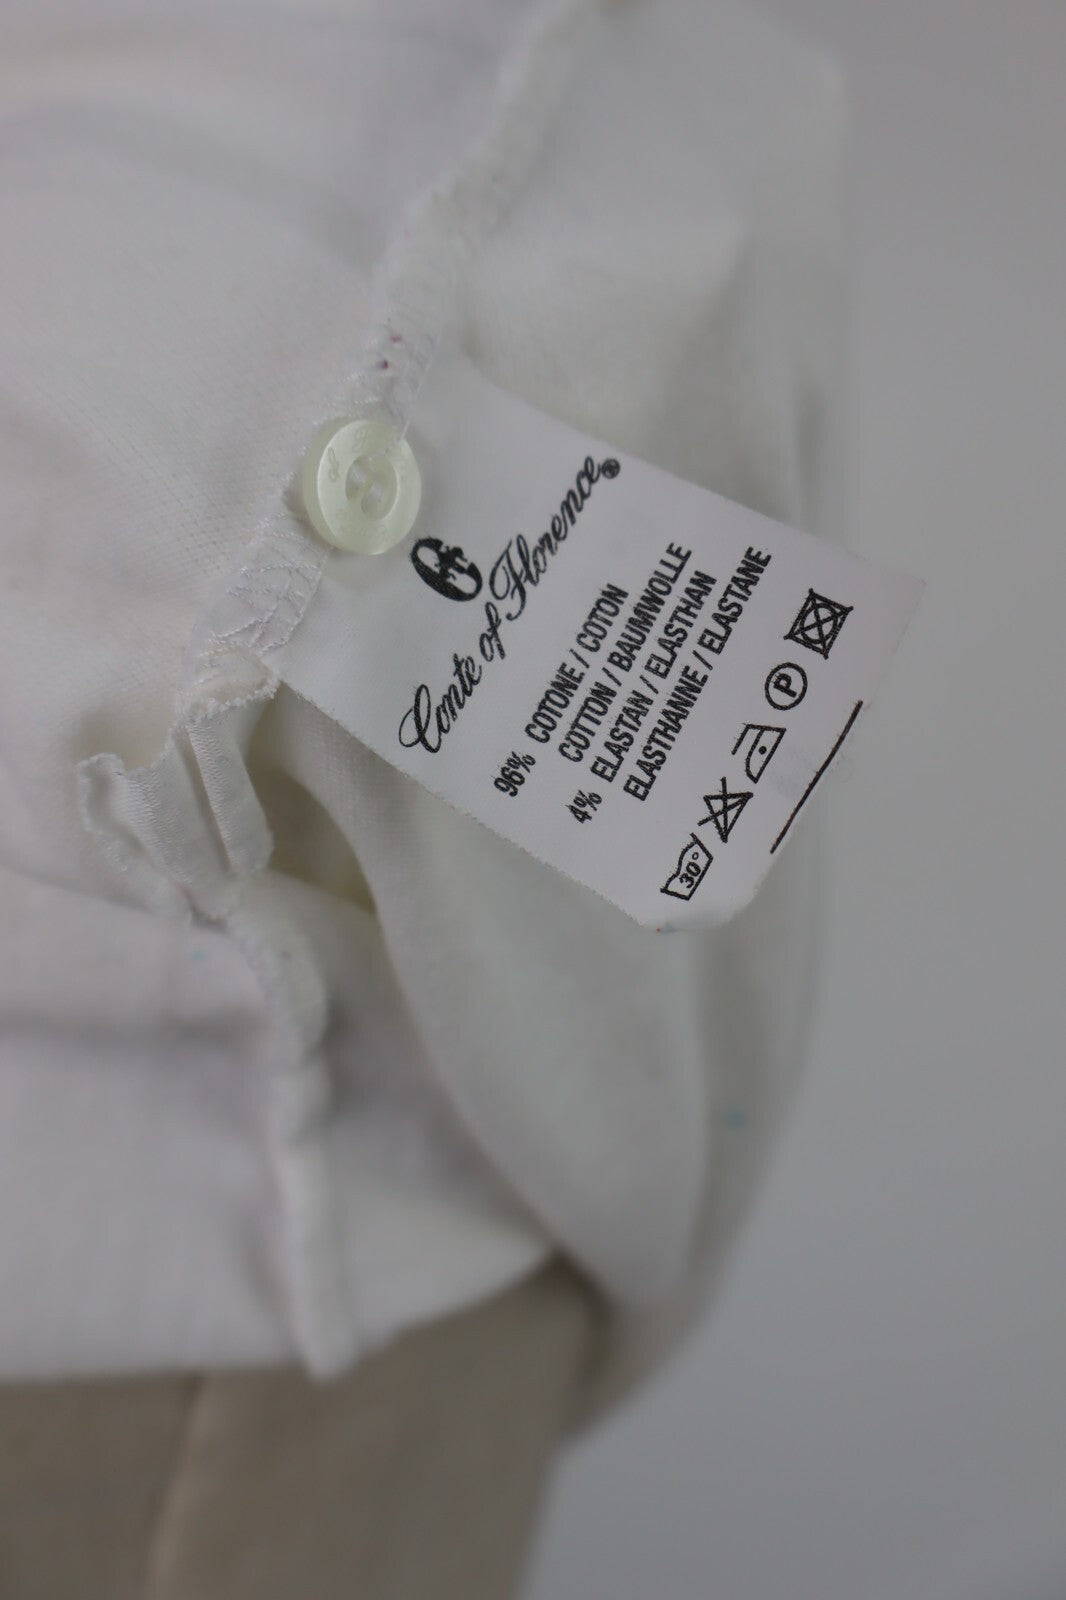 Conte of Florence®
96% COTONE / COTON
COTTON / BAUMWOLLE
4% ELASTAN / ELASTHAN
ELASTHANNE / ELASTANE
30°
P